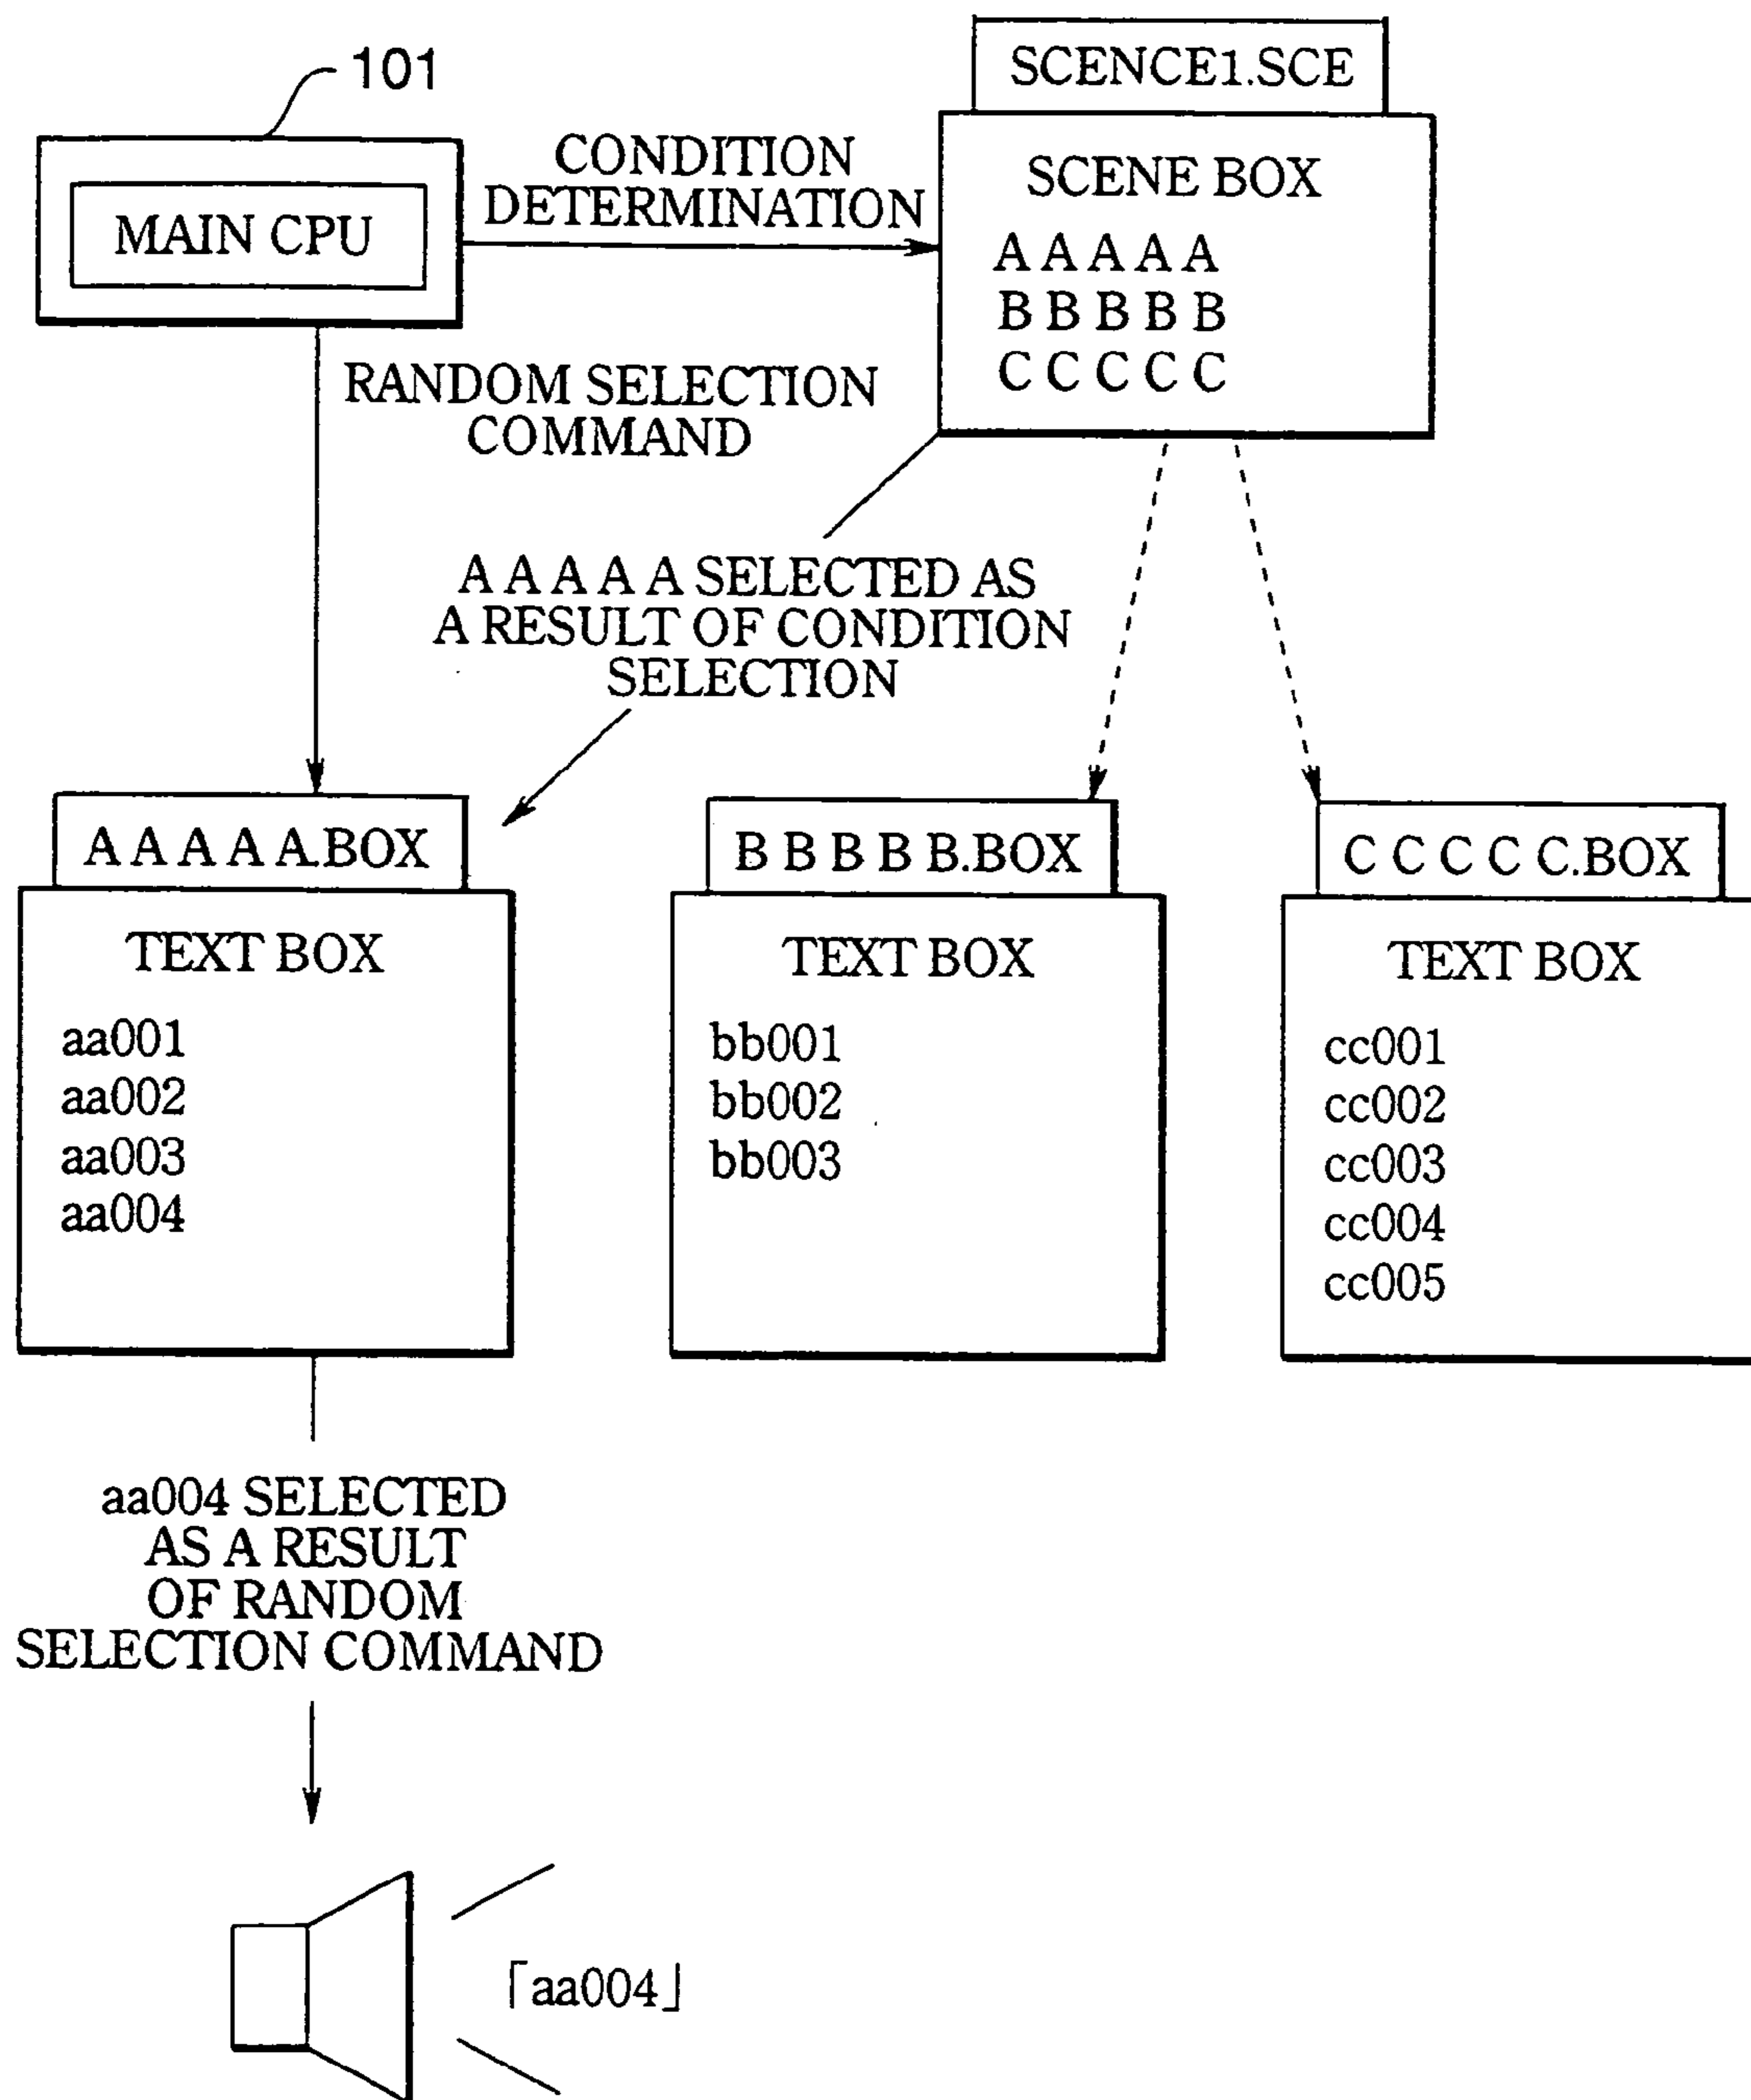 101
SCENCE1.SCE
MAIN CPU
CONDITION
DETERMINATION
SCENE BOX
A A A A A
B B B B B
C C C C C
RANDOM SELECTION
COMMAND
A A A A A SELECTED AS
A RESULT OF CONDITION
SELECTION
A A A A A.BOX
TEXT BOX
aa001
aa002
aa003
aa004
B B B B B.BOX
TEXT BOX
bb001
bb002
bb003
C C C C C.BOX
TEXT BOX
cc001
cc002
cc003
cc004
cc005
aa004 SELECTED
AS A RESULT
OF RANDOM
SELECTION COMMAND
「aa004」